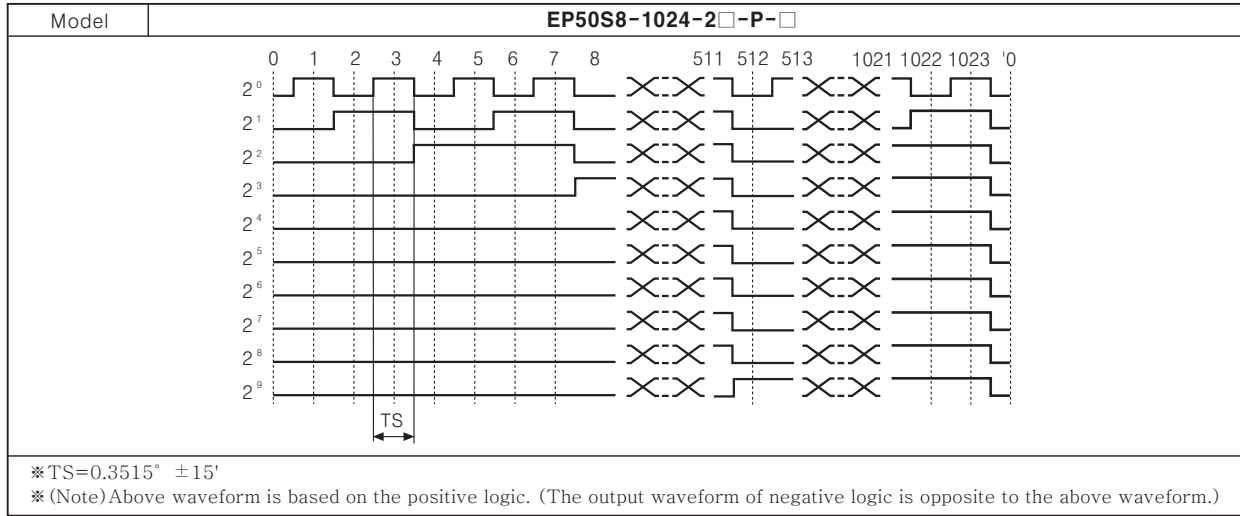 Model EP50S8-1024-2□-P-□
0 1 2 3 4 5 6 7 8 511 512 513 1021 1022 1023 '0
2⁰
2¹
2²
2³
2⁴
2⁵
2⁶
2⁷
2⁸
2⁹
TS
※TS=0.3515° ±15'
※(Note)Above waveform is based on the positive logic. (The output waveform of negative logic is opposite to the above waveform.)